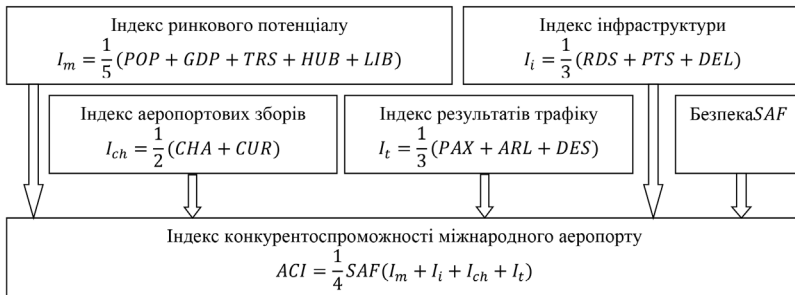 Індекс ринкового потенціалу
I_m = 1/5 (POP + GDP + TRS + HUB + LIB)
Індекс інфраструктури
I_i = 1/3 (RDS + PTS + DEL)
Індекс аеропортових зборів
I_ch = 1/2 (CHA + CUR)
Індекс результатів трафіку
I_t = 1/3 (PAX + ARL + DES)
БезпекаSAF
Індекс конкурентоспроможності міжнародного аеропорту
ACI = 1/4 SAF(I_m + I_i + I_ch + I_t)